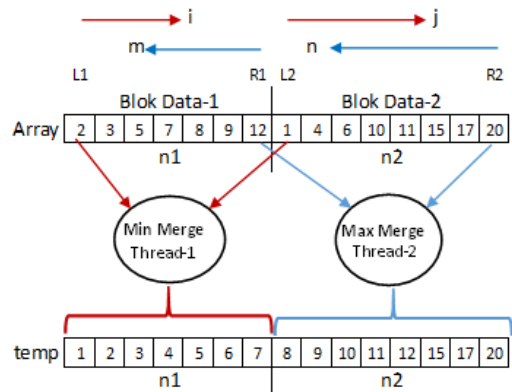 i j
m n
L1 R1 L2 R2
Blok Data-1 Blok Data-2
Array 2 3 5 7 8 9 12 1 4 6 10 11 15 17 20
n1 n2
Min Merge Max Merge
Thread-1 Thread-2
temp 1 2 3 4 5 6 7 8 9 10 11 12 15 17 20
n1 n2